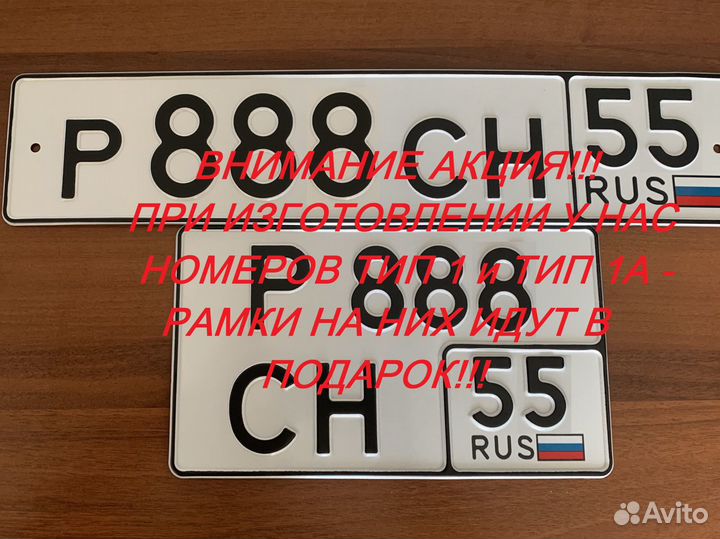 Р 888 СН 55
RUS
ВНИМАНИЕ АКЦИЯ!!!
ПРИ ИЗГОТОВЛЕНИИ У НАС
НОМЕРОВ ТИП 1 и ТИП 1А -
РАМКИ НА НИХ ИДУТ В
ПОДАРОК!!!
Р 888
СН 55
RUS
Avito